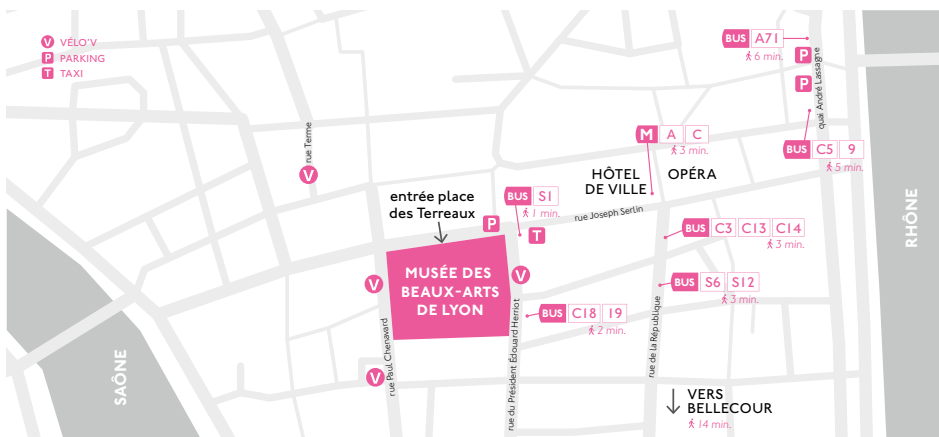 V VÉLO'V
P PARKING
T TAXI
BUS A71
6 min.
P
P
quai André Lassagne
BUS C5 9
5 min.
M A C
3 min.
rue Terme
V
HÔTEL
DE VILLE
OPÉRA
entrée place
des Terreaux
BUS S1
1 min.
P
T
rue Joseph Serlin
BUS C3 C13 C14
3 min.
RHÔNE
MUSÉE DES
BEAUX-ARTS
DE LYON
V
V
BUS S6 S12
3 min.
BUS C18 19
2 min.
rue Paul Chenavard
rue du Président Édouard Herriot
rue de la République
SAÔNE
V
VERS
BELLECOUR
14 min.